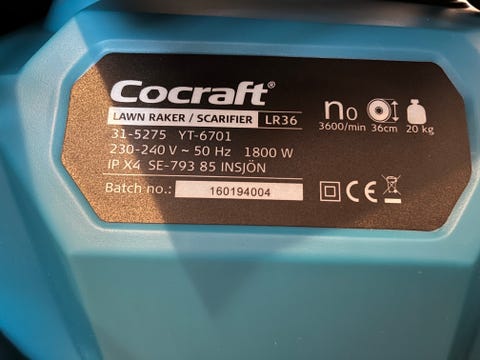 Cocraft®
LAWN RAKER / SCARIFIER LR36
31-5275 YT-6701
230-240 V ~ 50 Hz 1800 W
IP X4 SE-793 85 INSJÖN
Batch no.: 160194004
n0
3600/min 36cm 20 kg
CE